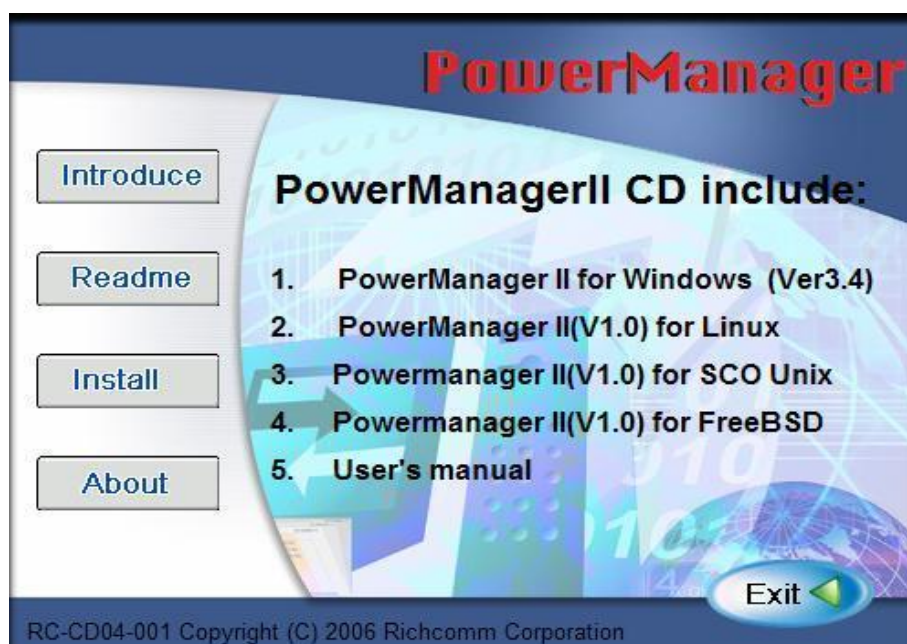 PowerManager
Introduce
Readme
Install
About
PowerManagerII CD include:
1. PowerManager II for Windows (Ver3.4)
2. PowerManager II(V1.0) for Linux
3. Powermanager II(V1.0) for SCO Unix
4. Powermanager II(V1.0) for FreeBSD
5. User's manual
Exit
RC-CD04-001 Copyright (C) 2006 Richcomm Corporation